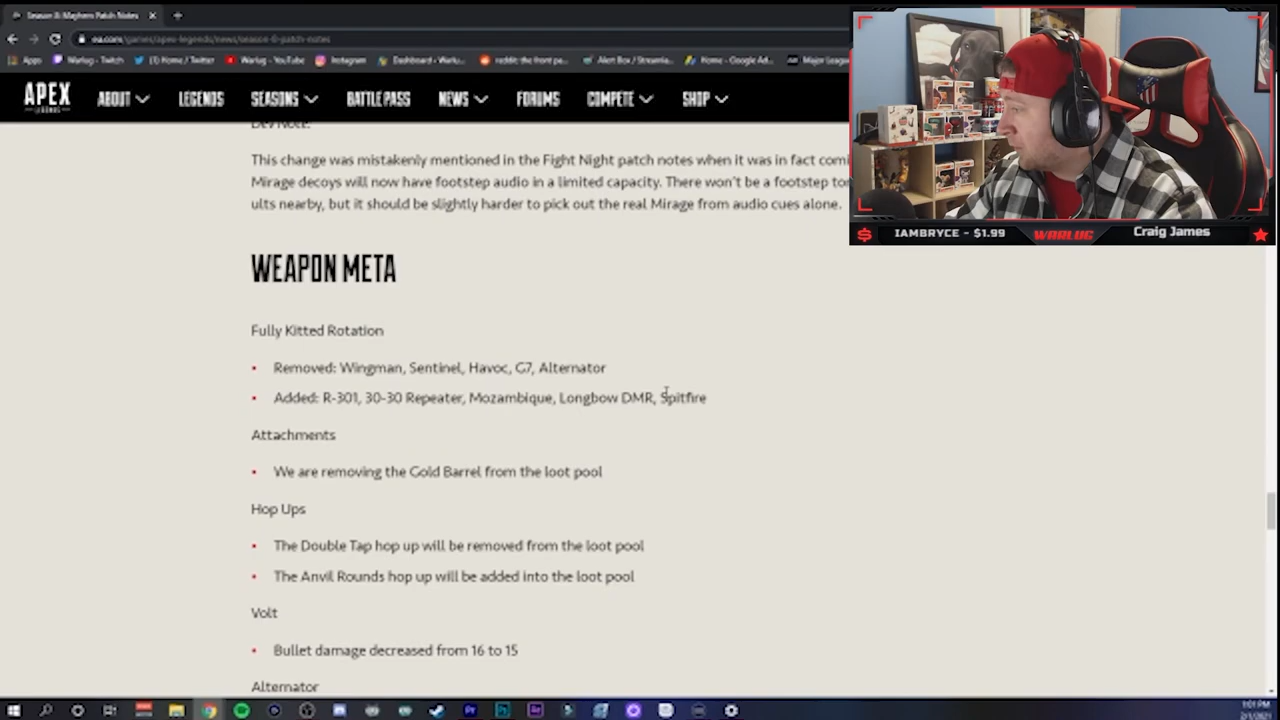 Season 8: Mayhem Patch Notes
ea.com/games/apex-legends/news/season-8-patch-notes
Apps
Warlug - Twitch
(1) Home / Twitter
Warlug - YouTube
Instagram
reddit: the front pa...
Alert Box / Streamla...
Home - Google Ad...
Major Leag
APEX
LEGENDS
ABOUT
LEGENDS
SEASONS
BATTLE PASS
NEWS
FORUMS
COMPETE
SHOP
Dev Note:
This change was mistakenly mentioned in the Fight Night patch notes when it was in fact comi
Mirage decoys will now have footstep audio in a limited capacity. There won't be a footstep to
ults nearby, but it should be slightly harder to pick out the real Mirage from audio cues alone.
IAMBRYCE - $1.99
WARLUG
Craig James
WEAPON META
Fully Kitted Rotation
Removed: Wingman, Sentinel, Havoc, G7, Alternator
Added: R-301, 30-30 Repeater, Mozambique, Longbow DMR, Spitfire
Attachments
We are removing the Gold Barrel from the loot pool
Hop Ups
The Double Tap hop up will be removed from the loot pool
The Anvil Rounds hop up will be added into the loot pool
Volt
Bullet damage decreased from 16 to 15
Alternator
1:01 PM